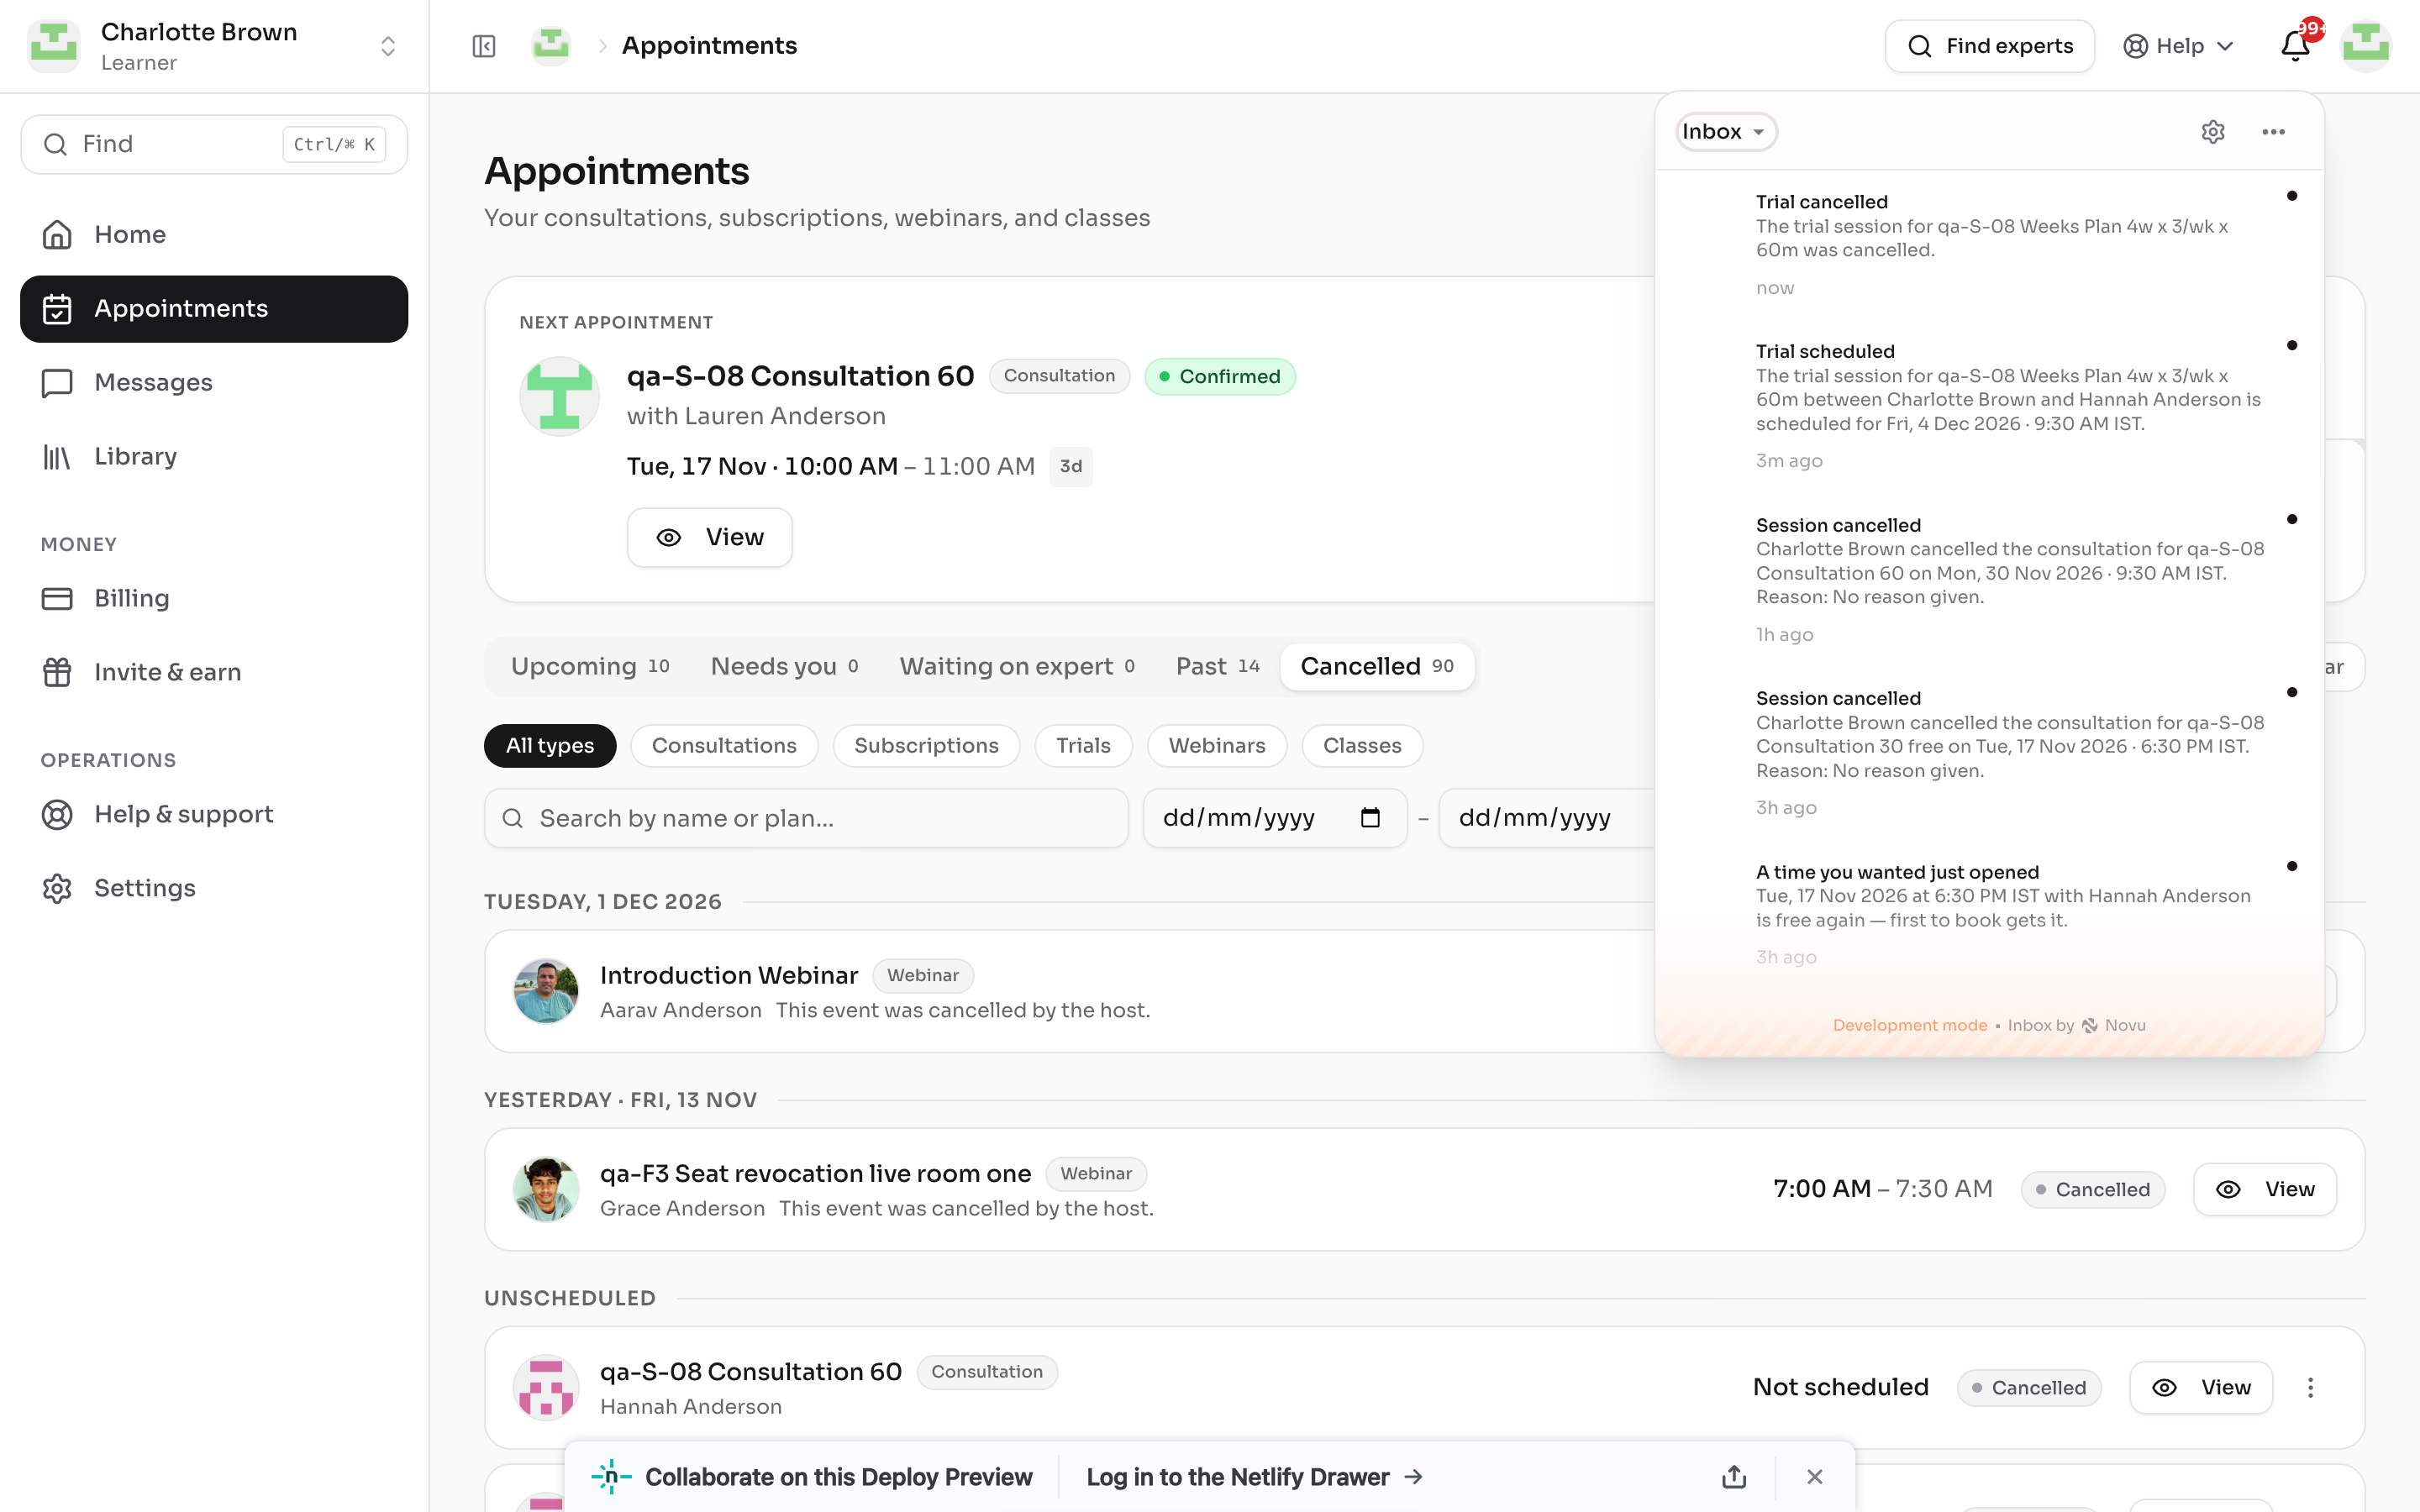 Charlotte Brown
Learner
Find
Ctrl/⌘ K
Home
Appointments
Messages
Library
MONEY
Billing
Invite & earn
OPERATIONS
Help & support
Settings
Appointments
Find experts
Help
99+
Appointments
Your consultations, subscriptions, webinars, and classes
NEXT APPOINTMENT
qa-S-08 Consultation 60
Consultation
Confirmed
with Lauren Anderson
Tue, 17 Nov · 10:00 AM – 11:00 AM
3d
View
Upcoming 10
Needs you 0
Waiting on expert 0
Past 14
Cancelled 90
All types
Consultations
Subscriptions
Trials
Webinars
Classes
Search by name or plan...
dd/mm/yyyy
–
dd/mm/yyyy
TUESDAY, 1 DEC 2026
Introduction Webinar
Webinar
Aarav Anderson This event was cancelled by the host.
YESTERDAY · FRI, 13 NOV
qa-F3 Seat revocation live room one
Webinar
Grace Anderson This event was cancelled by the host.
7:00 AM – 7:30 AM
Cancelled
View
UNSCHEDULED
qa-S-08 Consultation 60
Consultation
Hannah Anderson
Not scheduled
Cancelled
View
Inbox
Trial cancelled
The trial session for qa-S-08 Weeks Plan 4w x 3/wk x
60m was cancelled.
now
Trial scheduled
The trial session for qa-S-08 Weeks Plan 4w x 3/wk x
60m between Charlotte Brown and Hannah Anderson is
scheduled for Fri, 4 Dec 2026 · 9:30 AM IST.
3m ago
Session cancelled
Charlotte Brown cancelled the consultation for qa-S-08
Consultation 60 on Mon, 30 Nov 2026 · 9:30 AM IST.
Reason: No reason given.
1h ago
Session cancelled
Charlotte Brown cancelled the consultation for qa-S-08
Consultation 30 free on Tue, 17 Nov 2026 · 6:30 PM IST.
Reason: No reason given.
3h ago
A time you wanted just opened
Tue, 17 Nov 2026 at 6:30 PM IST with Hannah Anderson
is free again — first to book gets it.
3h ago
Development mode • Inbox by Novu
Collaborate on this Deploy Preview
Log in to the Netlify Drawer →